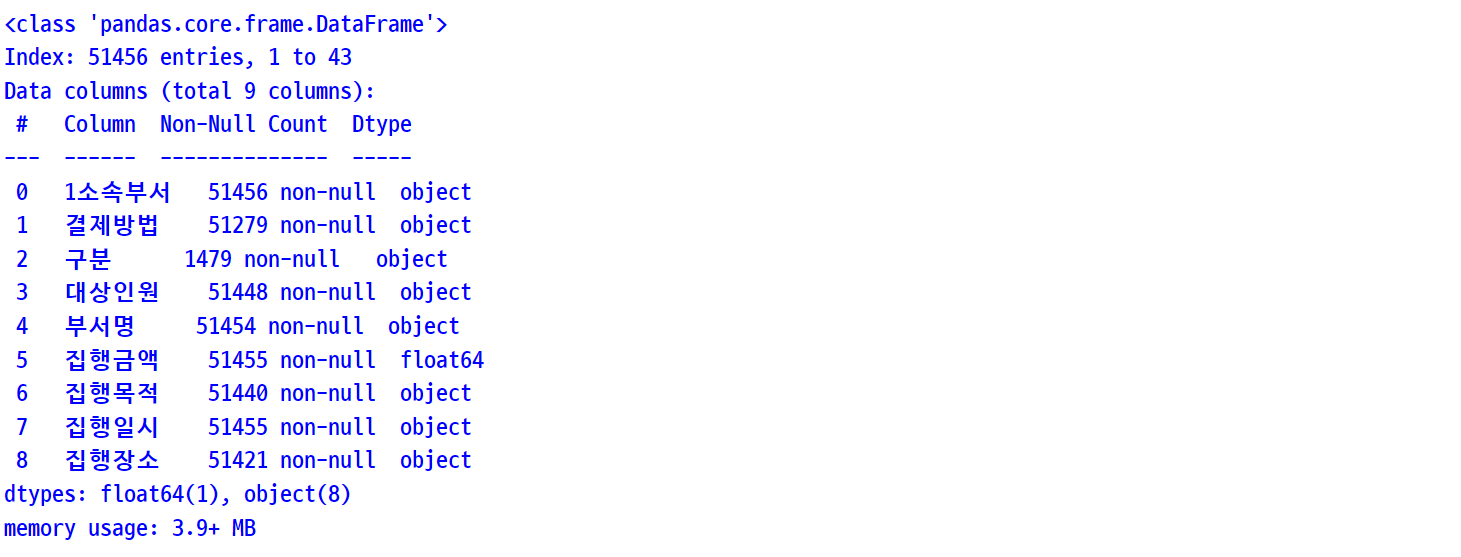 <class 'pandas.core.frame.DataFrame'>
Index: 51456 entries, 1 to 43
Data columns (total 9 columns):
 #   Column  Non-Null Count  Dtype
---  ------  --------------  -----
 0   1소속부서   51456 non-null  object
 1   결제방법    51279 non-null  object
 2   구분      1479 non-null   object
 3   대상인원    51448 non-null  object
 4   부서명     51454 non-null  object
 5   집행금액    51455 non-null  float64
 6   집행목적    51440 non-null  object
 7   집행일시    51455 non-null  object
 8   집행장소    51421 non-null  object
dtypes: float64(1), object(8)
memory usage: 3.9+ MB